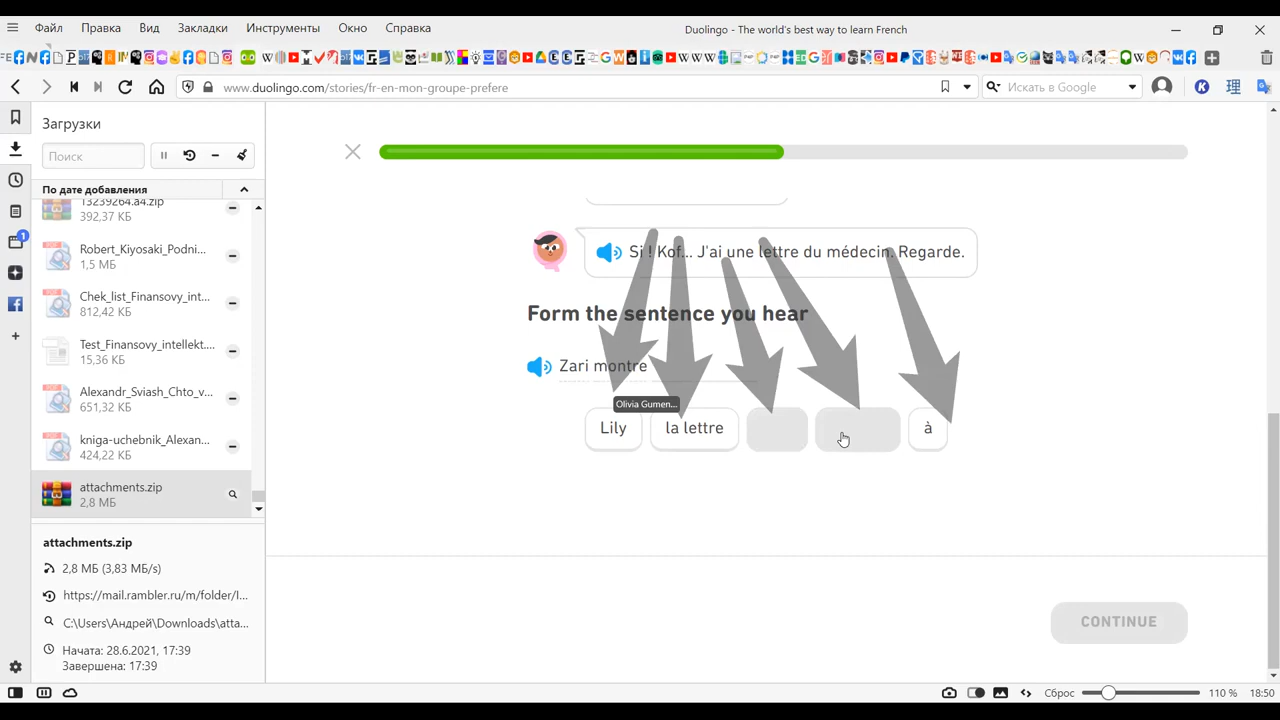 Файл Правка Вид Закладки Инструменты Окно Справка
Duolingo - The world's best way to learn French
www.duolingo.com/stories/fr-en-mon-groupe-prefere
Искать в Google
Загрузки
Поиск
По дате добавления
13239264.a4.zip
392,37 КБ
Robert_Kiyosaki_Podni...
1,5 МБ
Chek_list_Finansovy_int...
812,42 КБ
Test_Finansovy_intellekt....
15,36 КБ
Alexandr_Sviash_Chto_v...
651,32 КБ
kniga-uchebnik_Alexan...
424,22 КБ
attachments.zip
2,8 МБ
attachments.zip
2,8 МБ (3,83 МБ/s)
https://mail.rambler.ru/m/folder/I...
C:\Users\Андрей\Downloads\atta...
Начата: 28.6.2021, 17:39
Завершена: 17:39
Si ! Kof... J'ai une lettre du médecin. Regarde.
Form the sentence you hear
Zari montre
Olivia Gumen...
Lily
la lettre
à
CONTINUE
Сброс
110 %
18:50